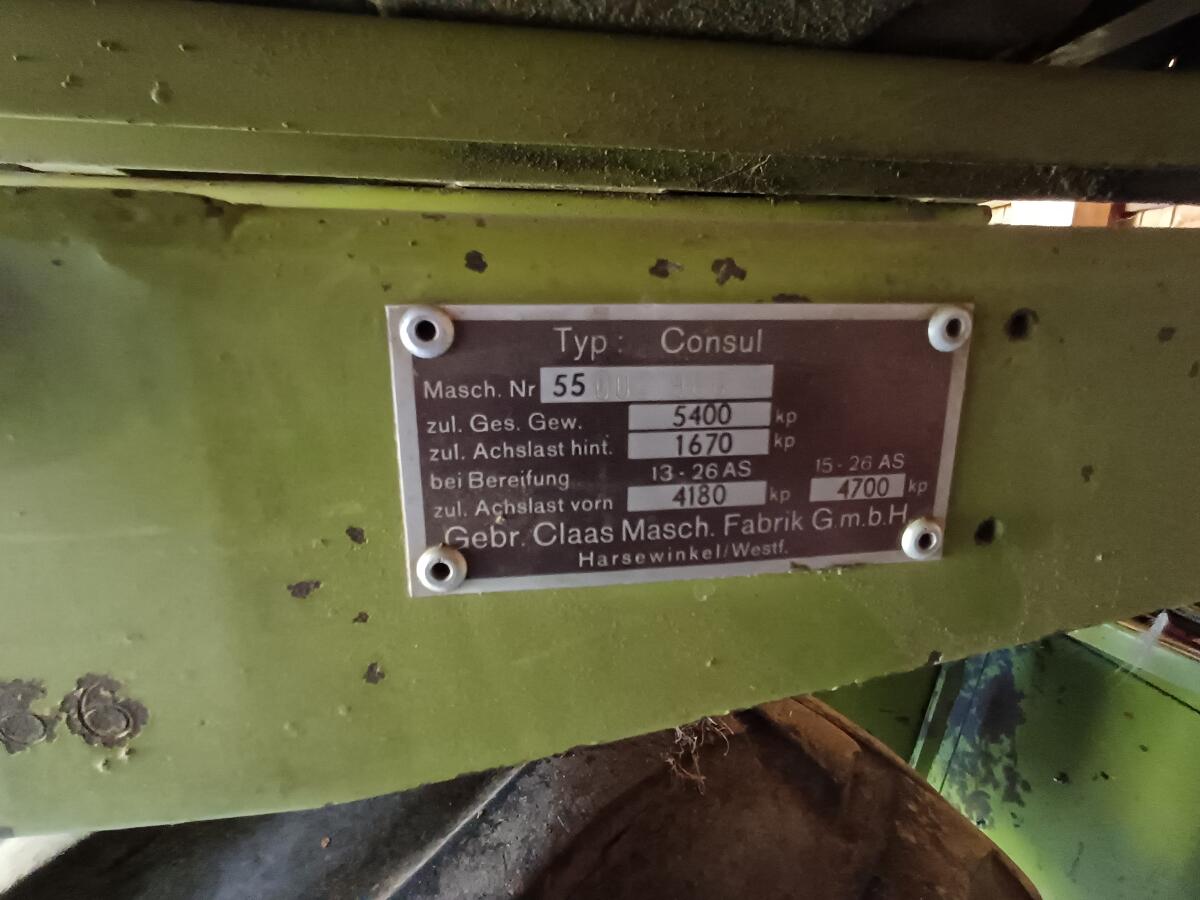 Typ: Consul
Masch. Nr 55
zul. Ges. Gew. 5400 kp
zul. Achslast hint. 1670 kp
bei Bereifung 13-26 AS 15-26 AS
zul. Achslast vorn 4180 kp 4700 kp
Gebr. Claas Masch. Fabrik G.m.b.H.
Harsewinkel/Westf.